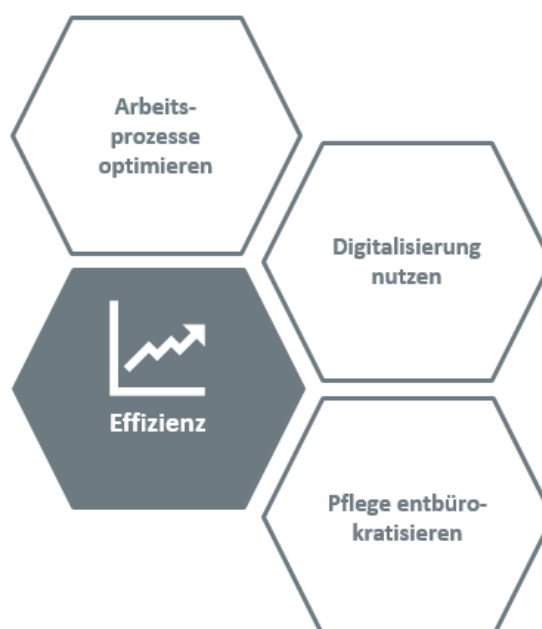 Arbeits-
prozesse
optimieren
Digitalisierung
nutzen
Effizienz
Pflege entbüro-
kratisieren